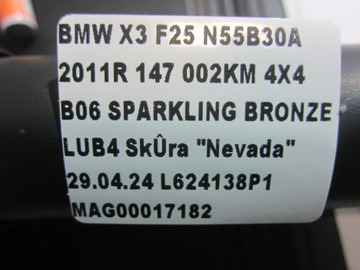 BMW X3 F25 N55B30A
2011R 147 002KM 4X4
B06 SPARKLING BRONZE
LUB4 SkÛra "Nevada"
29.04.24 L624138P1
MAG00017182